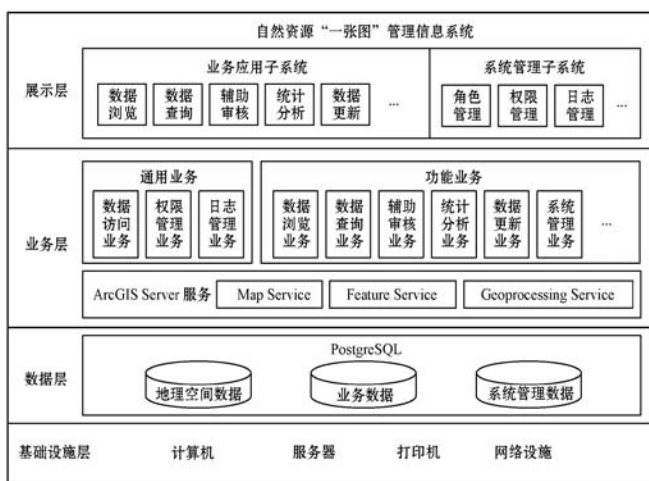 自然资源“一张图”管理信息系统
展示层
业务应用子系统
数据
浏览
数据
查询
辅助
审核
统计
分析
数据
更新
...
系统管理子系统
角色
管理
权限
管理
日志
管理
...
业务层
通用业务
数据
访问
业务
权限
管理
业务
日志
管理
业务
功能业务
数据
浏览
业务
数据
查询
业务
辅助
审核
业务
统计
分析
业务
数据
更新
业务
系统
管理
业务
...
ArcGIS Server 服务
Map Service
Feature Service
Geoprocessing Service
数据层
PostgreSQL
地理空间数据
业务数据
系统管理数据
基础设施层
计算机
服务器
打印机
网络设施